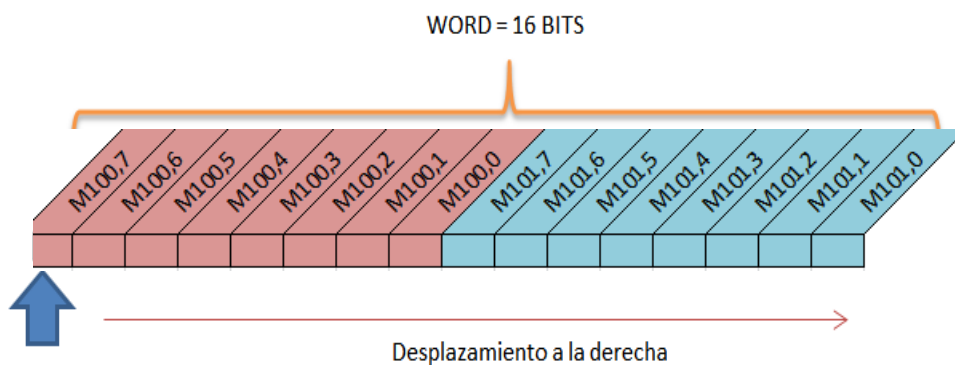 WORD = 16 BITS
M100,7
M100,6
M100,5
M100,4
M100,3
M100,2
M100,1
M100,0
M101,7
M101,6
M101,5
M101,4
M101,3
M101,2
M101,1
M101,0
Desplazamiento a la derecha